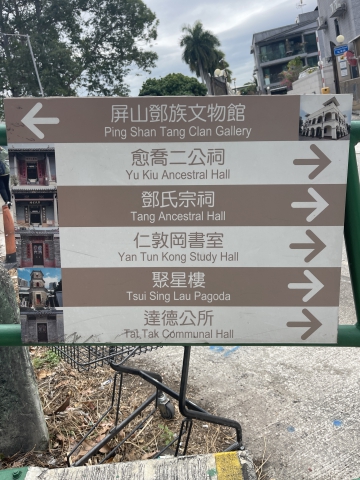 屏山鄧族文物館
Ping Shan Tang Clan Gallery
愈喬二公祠
Yu Kiu Ancestral Hall
鄧氏宗祠
Tang Ancestral Hall
仁敦岡書室
Yan Tun Kong Study Hall
聚星樓
Tsui Sing Lau Pagoda
達德公所
Tat Tak Communal Hall